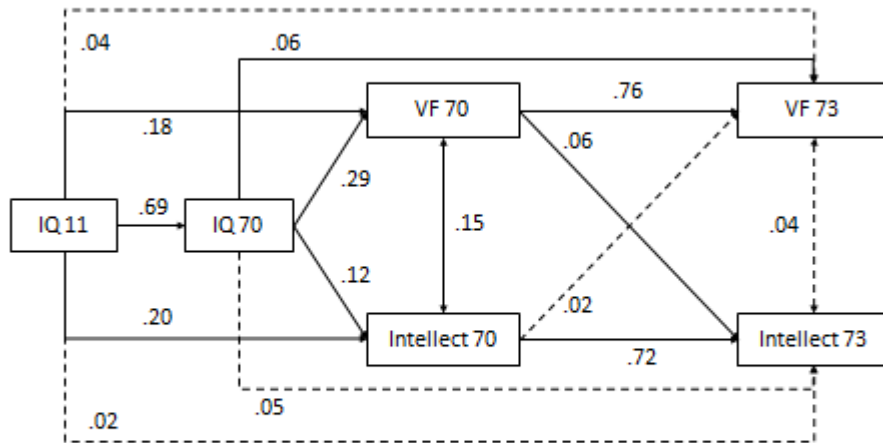 .04
.06
VF 70
.76
VF 73
.18
.06
.29
IQ 11
.69
IQ 70
.15
.04
.12
.20
.02
Intellect 70
Intellect 73
.72
.05
.02